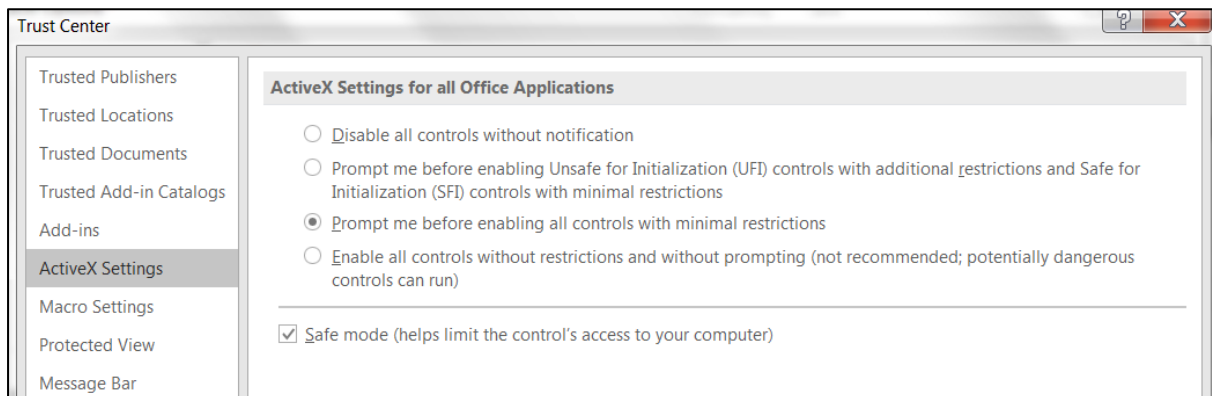 Trust Center
Trusted Publishers
Trusted Locations
Trusted Documents
Trusted Add-in Catalogs
Add-ins
ActiveX Settings
Macro Settings
Protected View
Message Bar
ActiveX Settings for all Office Applications
Disable all controls without notification
Prompt me before enabling Unsafe for Initialization (UFI) controls with additional restrictions and Safe for
Initialization (SFI) controls with minimal restrictions
Prompt me before enabling all controls with minimal restrictions
Enable all controls without restrictions and without prompting (not recommended; potentially dangerous
controls can run)
Safe mode (helps limit the control's access to your computer)